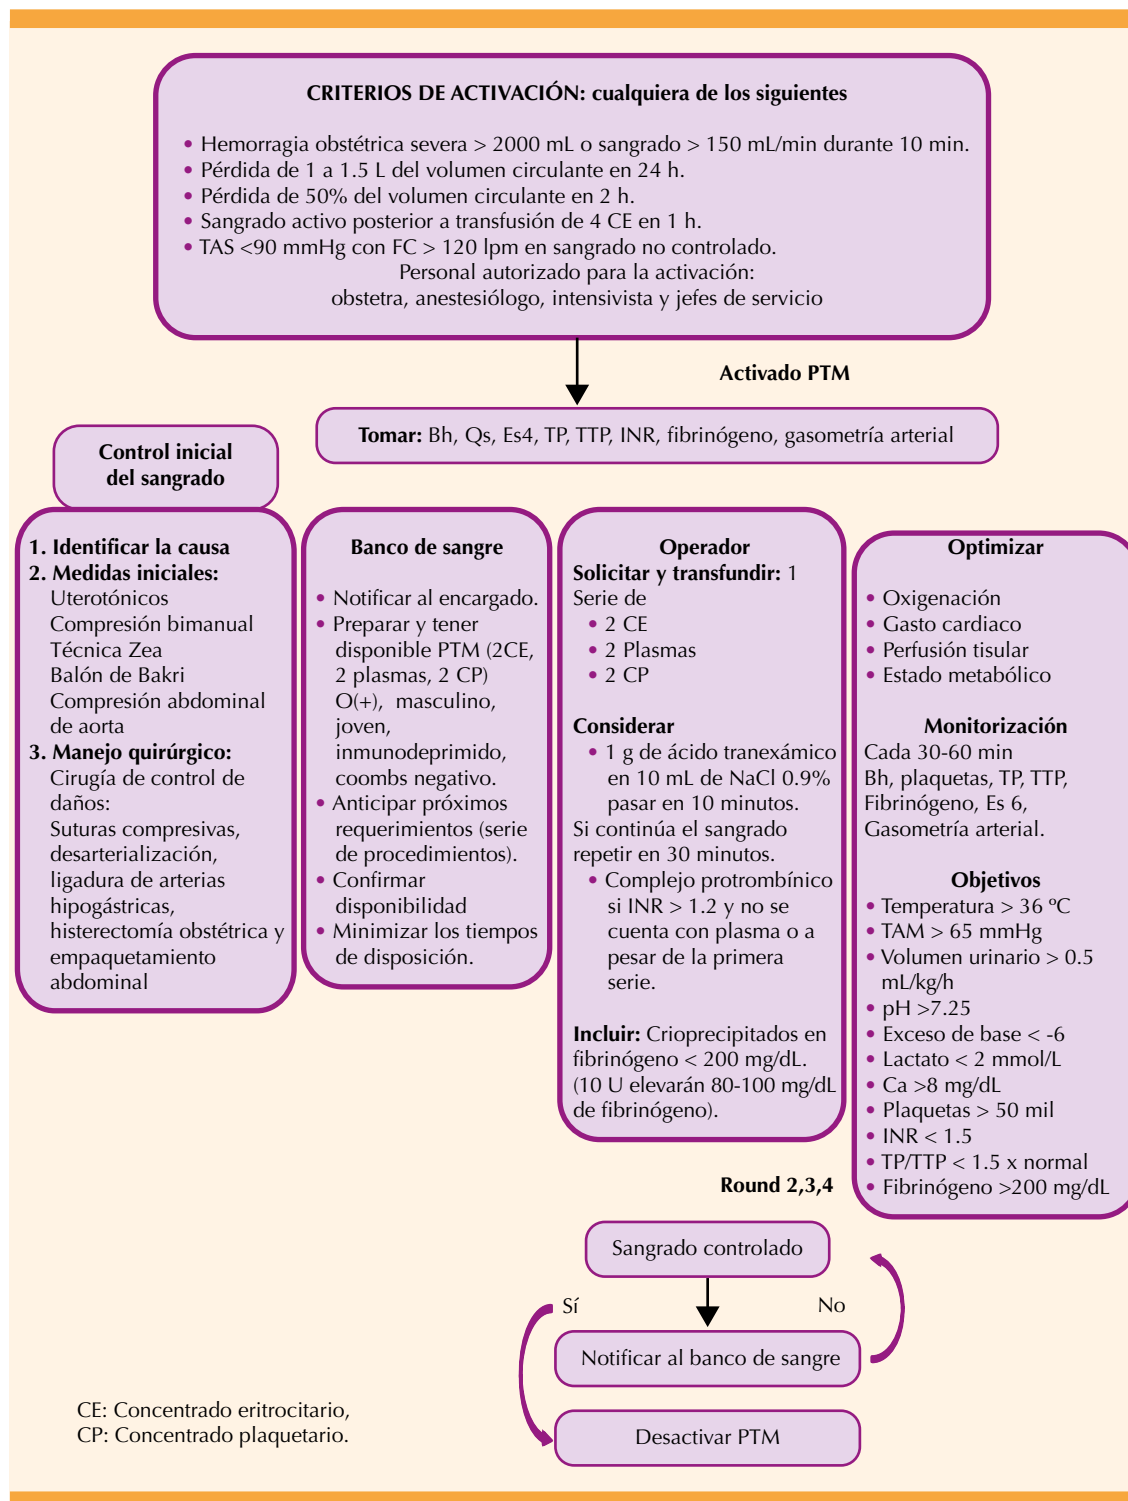 CRITERIOS DE ACTIVACIÓN: cualquiera de los siguientes
• Hemorragia obstétrica severa > 2000 mL o sangrado > 150 mL/min durante 10 min.
• Pérdida de 1 a 1.5 L del volumen circulante en 24 h.
• Pérdida de 50% del volumen circulante en 2 h.
• Sangrado activo posterior a transfusión de 4 CE en 1 h.
• TAS <90 mmHg con FC > 120 lpm en sangrado no controlado.
Personal autorizado para la activación:
obstetra, anestesiólogo, intensivista y jefes de servicio
Activado PTM
Tomar: Bh, Qs, Es4, TP, TTP, INR, fibrinógeno, gasometría arterial
Control inicial
del sangrado
1. Identificar la causa
2. Medidas iniciales:
Uterotónicos
Compresión bimanual
Técnica Zea
Balón de Bakri
Compresión abdominal
de aorta
3. Manejo quirúrgico:
Cirugía de control de
daños:
Suturas compresivas,
desarterialización,
ligadura de arterias
hipogástricas,
histerectomía obstétrica y
empaquetamiento
abdominal
Banco de sangre
• Notificar al encargado.
• Preparar y tener
disponible PTM (2CE,
2 plasmas, 2 CP)
O(+), masculino,
joven,
inmunodeprimido,
coombs negativo.
• Anticipar próximos
requerimientos (serie
de procedimientos).
• Confirmar
disponibilidad
• Minimizar los tiempos
de disposición.
Operador
Solicitar y transfundir: 1
Serie de
• 2 CE
• 2 Plasmas
• 2 CP
Considerar
• 1 g de ácido tranexámico
en 10 mL de NaCl 0.9%
pasar en 10 minutos.
Si continúa el sangrado
repetir en 30 minutos.
• Complejo protrombínico
si INR > 1.2 y no se
cuenta con plasma o a
pesar de la primera
serie.
Incluir: Crioprecipitados en
fibrinógeno < 200 mg/dL.
(10 U elevarán 80-100 mg/dL
de fibrinógeno).
Optimizar
• Oxigenación
• Gasto cardiaco
• Perfusión tisular
• Estado metabólico
Monitorización
Cada 30-60 min
Bh, plaquetas, TP, TTP,
Fibrinógeno, Es 6,
Gasometría arterial.
Objetivos
• Temperatura > 36 ºC
• TAM > 65 mmHg
• Volumen urinario > 0.5
mL/kg/h
• pH >7.25
• Exceso de base < -6
• Lactato < 2 mmol/L
• Ca >8 mg/dL
• Plaquetas > 50 mil
• INR < 1.5
• TP/TTP < 1.5 x normal
• Fibrinógeno >200 mg/dL
Round 2,3,4
Sangrado controlado
Sí
No
Notificar al banco de sangre
Desactivar PTM
CE: Concentrado eritrocitario,
CP: Concentrado plaquetario.